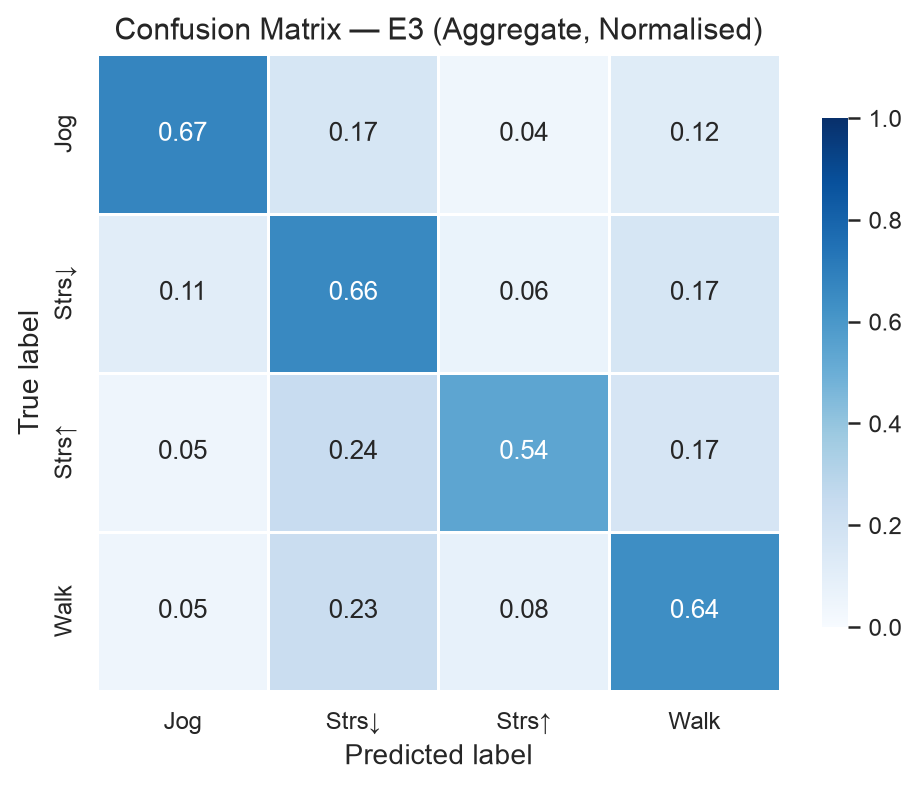 Confusion Matrix — E3 (Aggregate, Normalised)
True label
Jog 0.67 0.17 0.04 0.12
Strs↓ 0.11 0.66 0.06 0.17
Strs↑ 0.05 0.24 0.54 0.17
Walk 0.05 0.23 0.08 0.64
Jog Strs↓ Strs↑ Walk
Predicted label
1.0
0.8
0.6
0.4
0.2
0.0